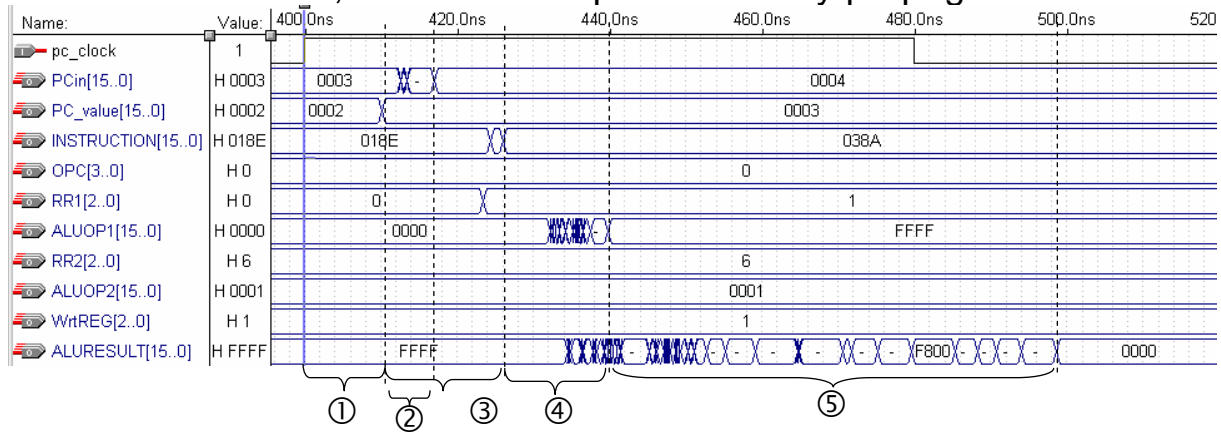 Name: Value: 400.0ns 420.0ns 440.0ns 460.0ns 480.0ns 500.0ns 520
pc_clock 1
PCin[15..0] H 0003 0003 - 0004
PC_value[15..0] H 0002 0002 0003
INSTRUCTION[15..0] H 018E 018E 038A
OPC[3..0] H 0 0
RR1[2..0] H 0 0 1
ALUOP1[15..0] H 0000 0000 - FFFF
RR2[2..0] H 6 6
ALUOP2[15..0] H 0001 0001
WrtREG[2..0] H 1 1
ALURESULT[15..0] H FFFF FFFF - - - - - - - F800 - - - - 0000
① ② ③ ④ ⑤